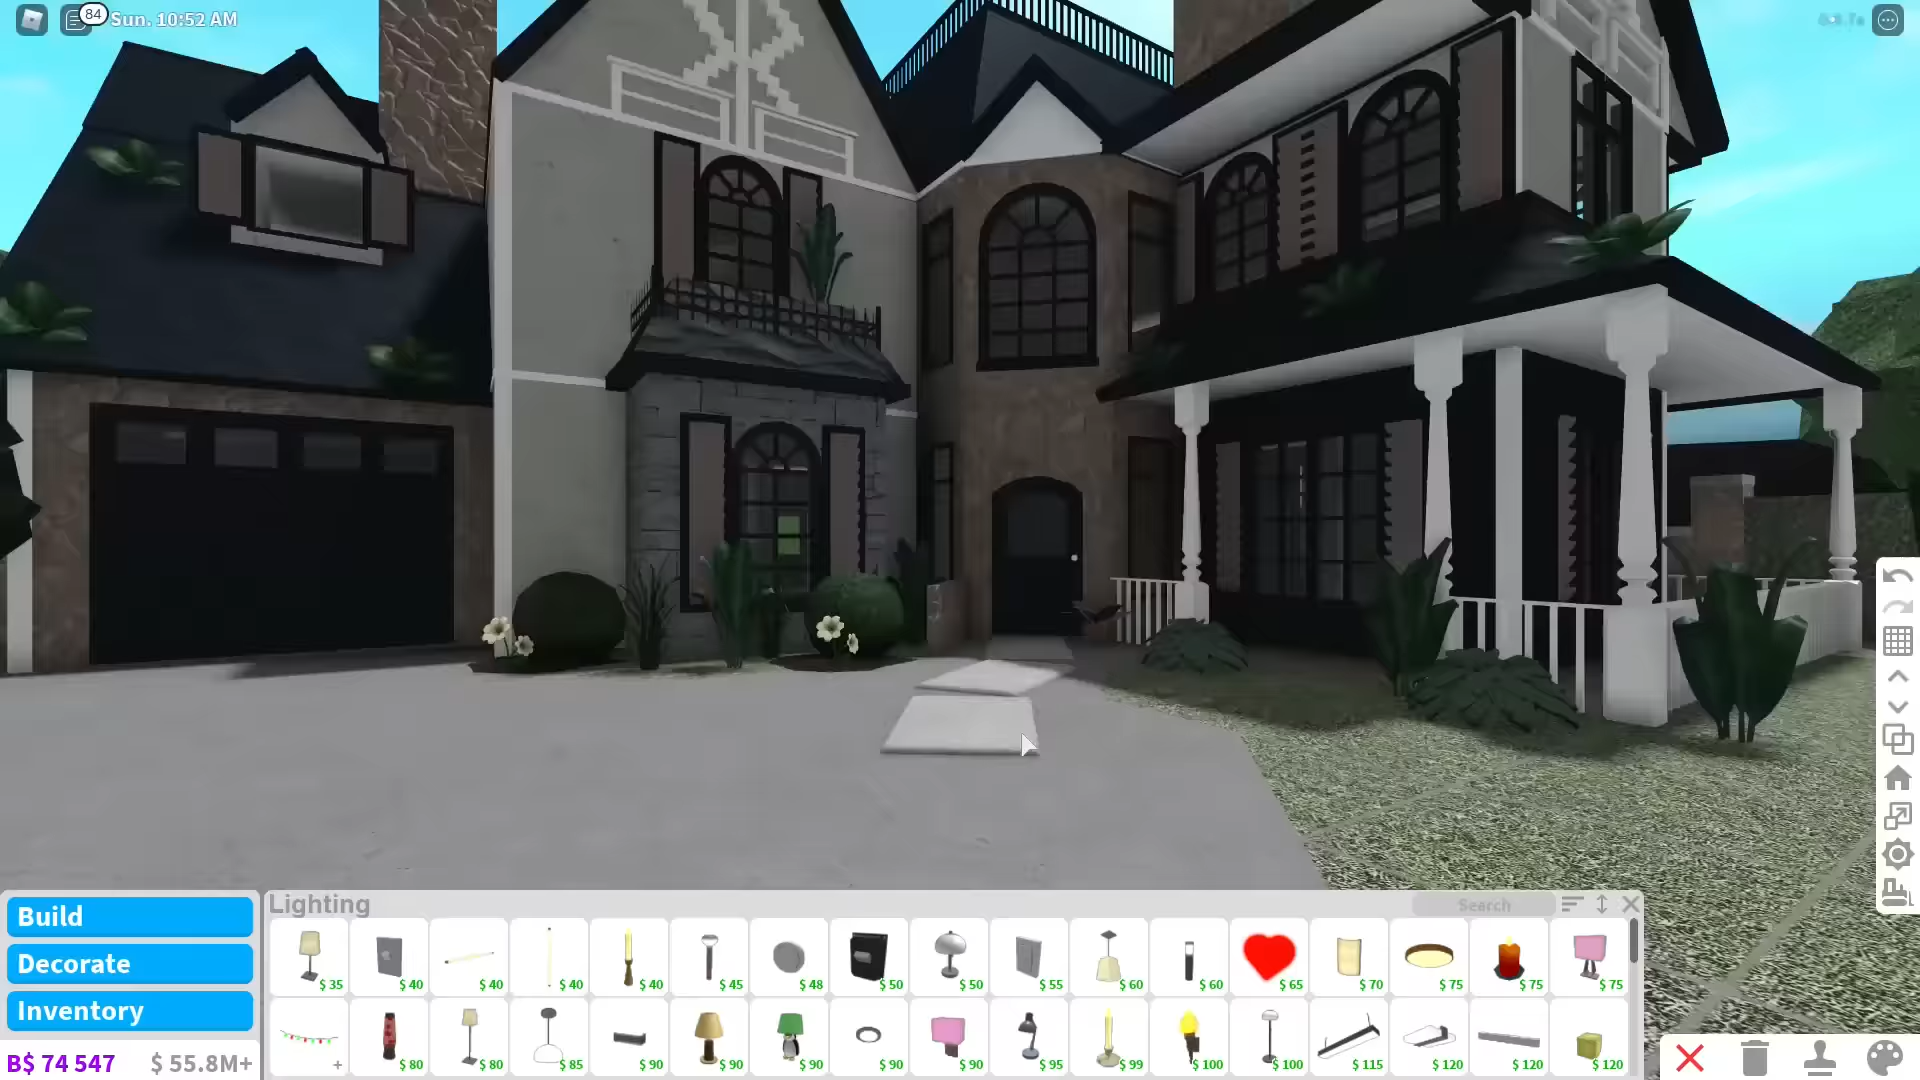 84 Sun. 10:52 AM
Build
Decorate
Inventory
B$ 74 547 $ 55.8M+
Lighting
Search
$ 35 $ 40 $ 40 $ 40 $ 40 $ 45 $ 48 $ 50 $ 50 $ 55 $ 60 $ 60 $ 65 $ 70 $ 75 $ 75 $ 75
+ $ 80 $ 80 $ 85 $ 90 $ 90 $ 90 $ 90 $ 90 $ 95 $ 99 $ 100 $ 100 $ 115 $ 120 $ 120 $ 120